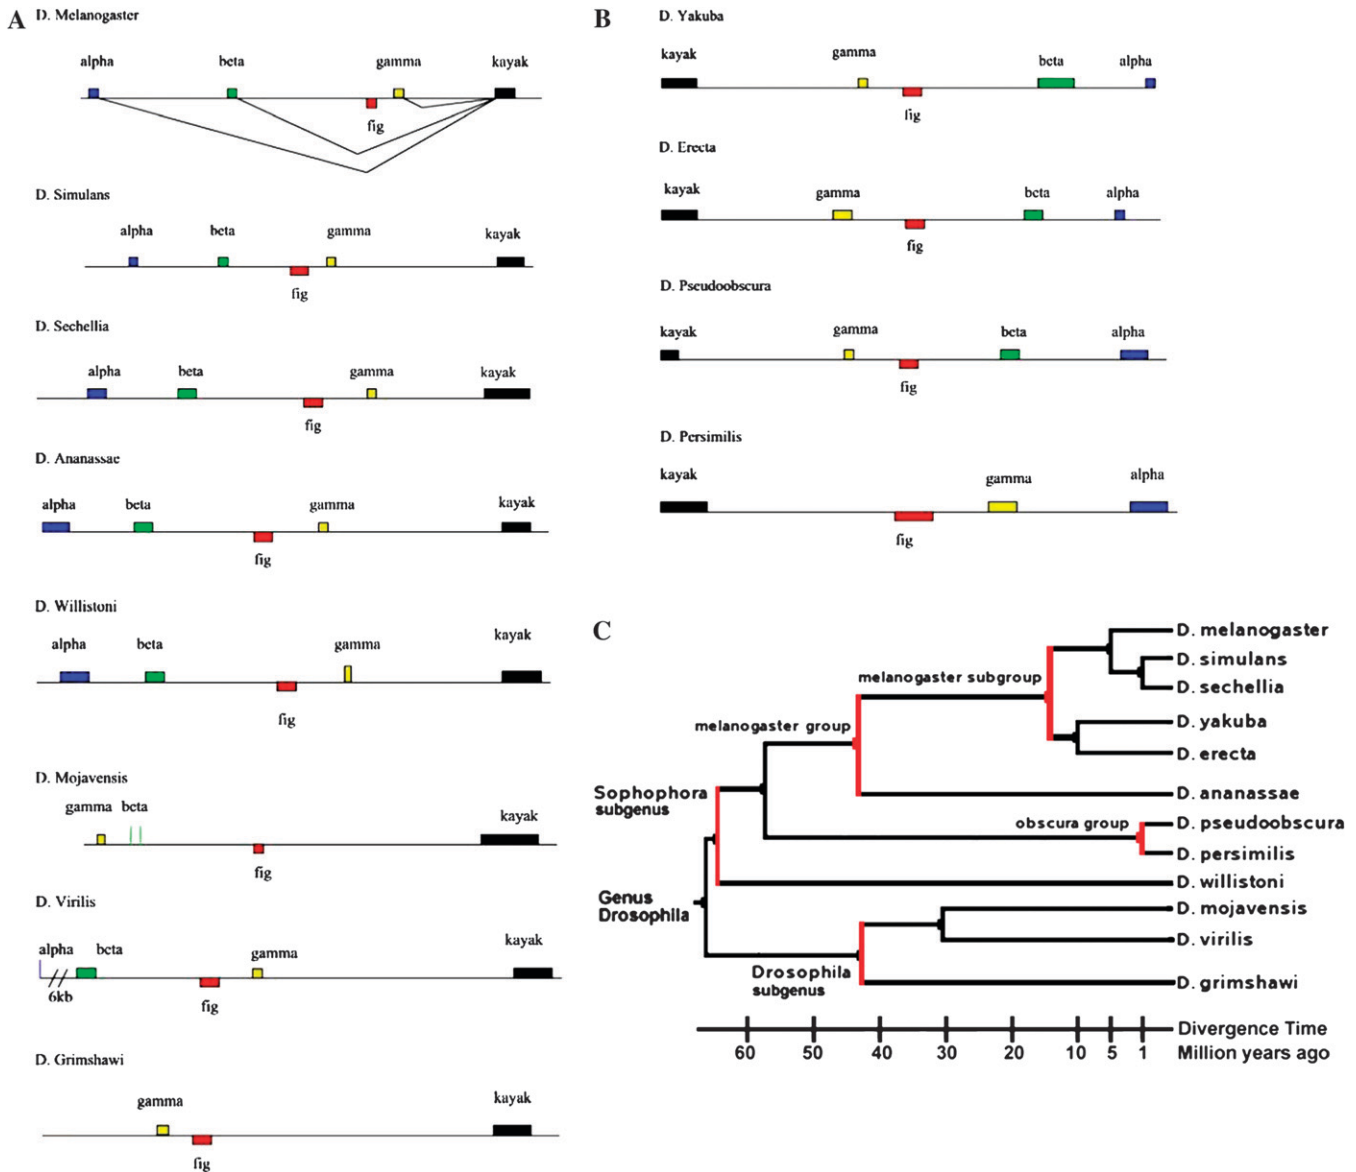 A
D. Melanogaster
alpha beta gamma kayak
fig
D. Simulans
alpha beta gamma kayak
fig
D. Sechellia
alpha beta gamma kayak
fig
D. Ananassae
alpha beta gamma kayak
fig
D. Willistoni
alpha beta gamma kayak
fig
D. Mojavensis
gamma beta kayak
fig
D. Virilis
alpha beta gamma kayak
6kb
fig
D. Grimshawi
gamma kayak
fig
B
D. Yakuba
kayak gamma beta alpha
fig
D. Erecta
kayak gamma beta alpha
fig
D. Pseudoobscura
kayak gamma beta alpha
fig
D. Persimilis
kayak gamma alpha
fig
C
D. melanogaster
D. simulans
melanogaster subgroup
D. sechellia
D. yakuba
melanogaster group
D. erecta
Sophophora
subgenus
D. ananassae
obscura group
D. pseudoobscura
D. persimilis
D. willistoni
Genus
Drosophila
D. mojavensis
D. virilis
Drosophila
subgenus
D. grimshawi
Divergence Time
60 50 40 30 20 10 5 1 Million years ago